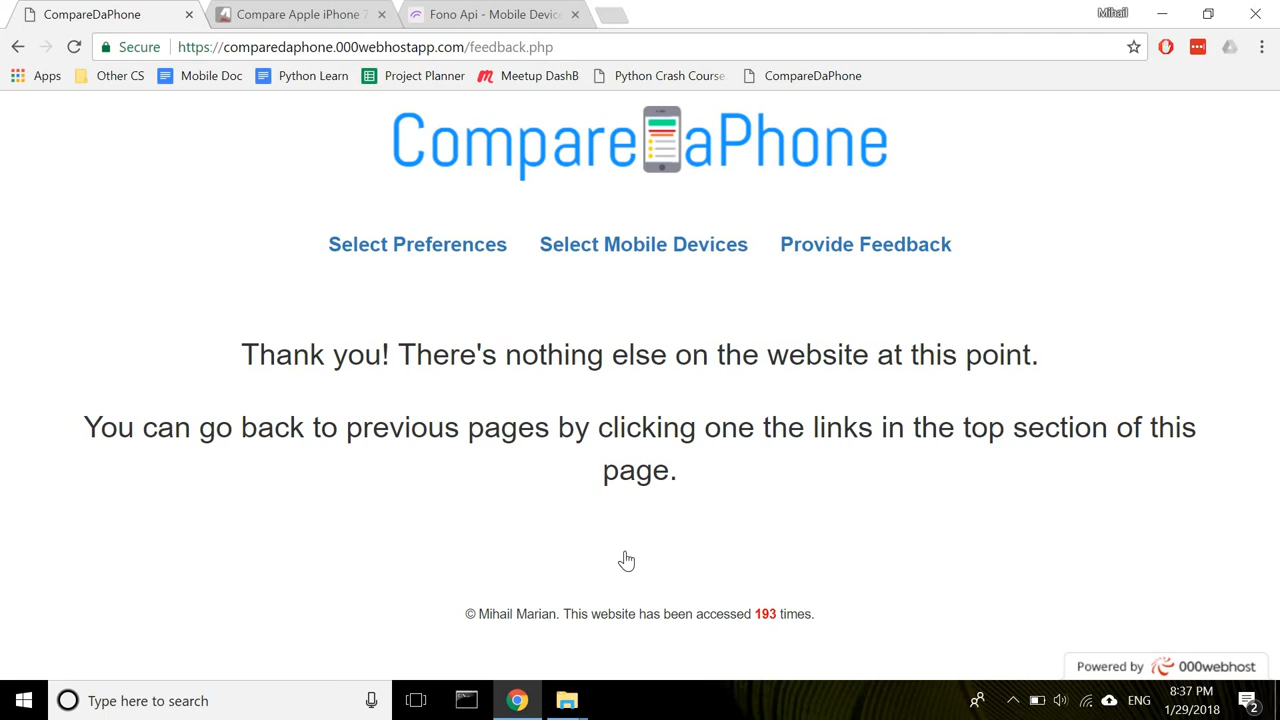 CompareDaPhone
Compare Apple iPhone 7
Fono Api - Mobile Device
Mihail
Secure
https://comparedaphone.000webhostapp.com/feedback.php
Apps
Other CS
Mobile Doc
Python Learn
Project Planner
Meetup DashB
Python Crash Course
CompareDaPhone
Compare aPhone
Select Preferences
Select Mobile Devices
Provide Feedback
Thank you! There's nothing else on the website at this point.
You can go back to previous pages by clicking one the links in the top section of this
page.
© Mihail Marian. This website has been accessed 193 times.
Powered by 000webhost
Type here to search
ENG
8:37 PM
1/29/2018
2